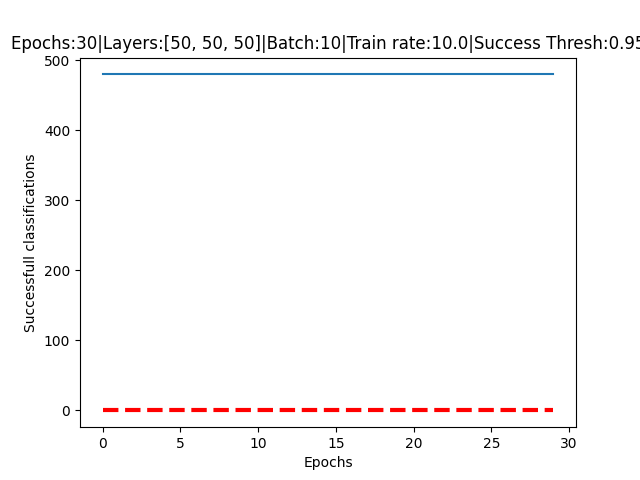 Epochs:30|Layers:[50, 50, 50]|Batch:10|Train rate:10.0|Success Thresh:0.95
500
400
300
200
100
0
Successfull classifications
0 5 10 15 20 25 30
Epochs